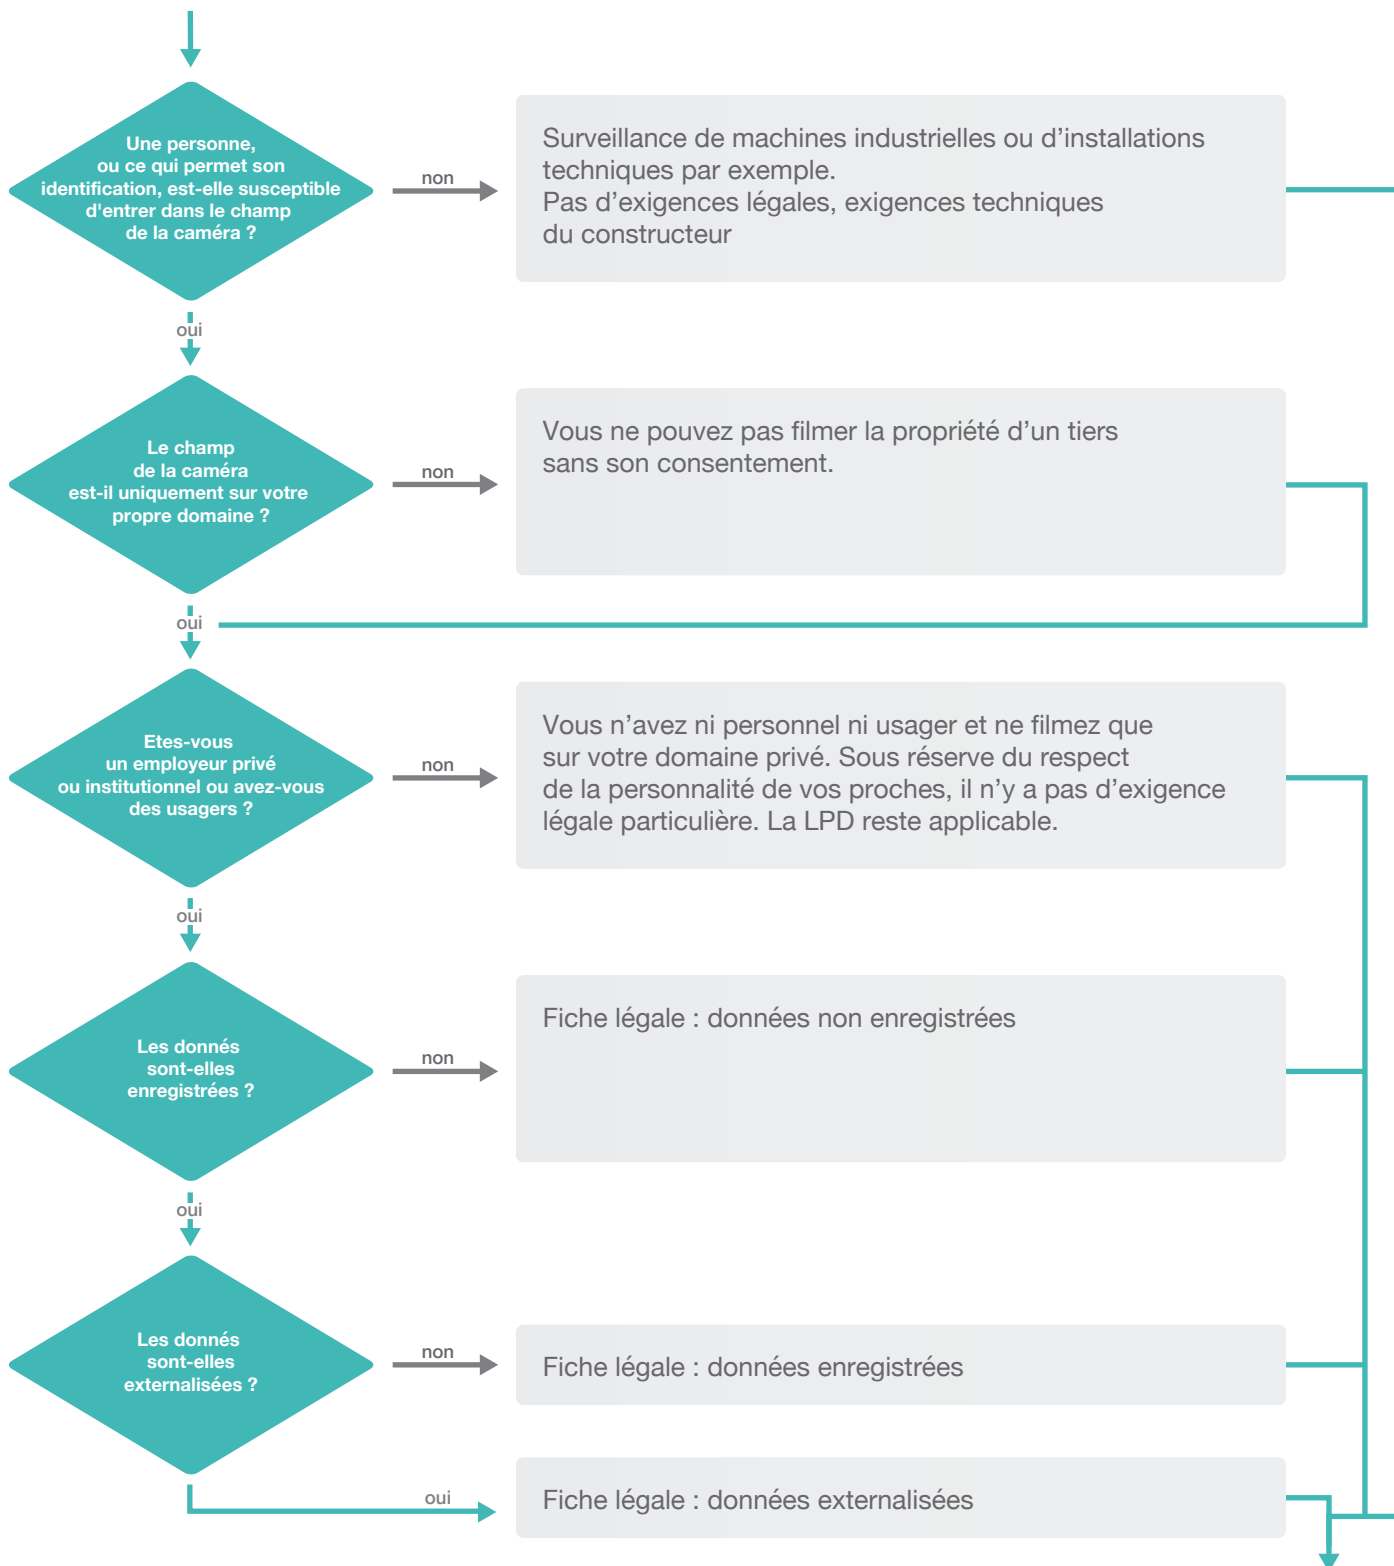 Une personne,
ou ce qui permet son
identification, est-elle susceptible
d'entrer dans le champ
de la caméra ?
non
Surveillance de machines industrielles ou d’installations
techniques par exemple.
Pas d’exigences légales, exigences techniques
du constructeur
oui
Le champ
de la caméra
est-il uniquement sur votre
propre domaine ?
non
Vous ne pouvez pas filmer la propriété d’un tiers
sans son consentement.
oui
Etes-vous
un employeur privé
ou institutionnel ou avez-vous
des usagers ?
non
Vous n’avez ni personnel ni usager et ne filmez que
sur votre domaine privé. Sous réserve du respect
de la personnalité de vos proches, il n’y a pas d’exigence
légale particulière. La LPD reste applicable.
oui
Les donnés
sont-elles
enregistrées ?
non
Fiche légale : données non enregistrées
oui
Les donnés
sont-elles
externalisées ?
non
Fiche légale : données enregistrées
oui
Fiche légale : données externalisées